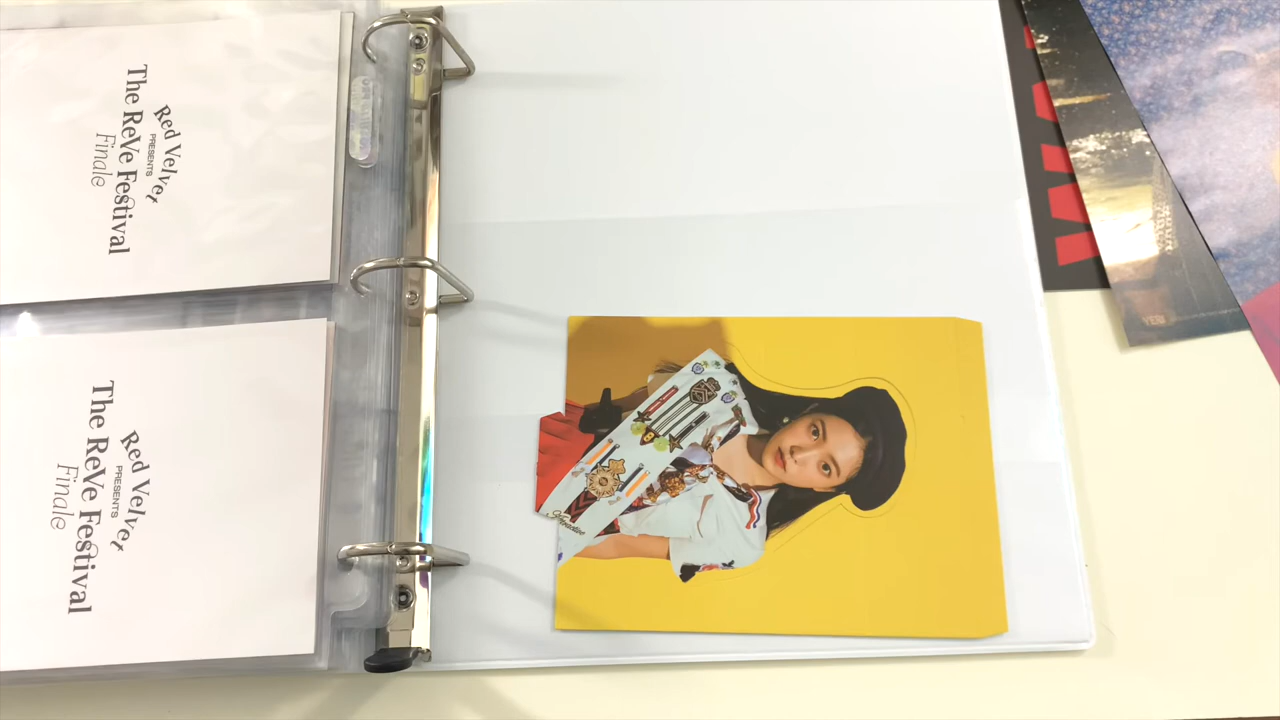 Red Velvet
PRESENTS
The ReVe Festival
Finale
Red Velvet
PRESENTS
The ReVe Festival
Finale